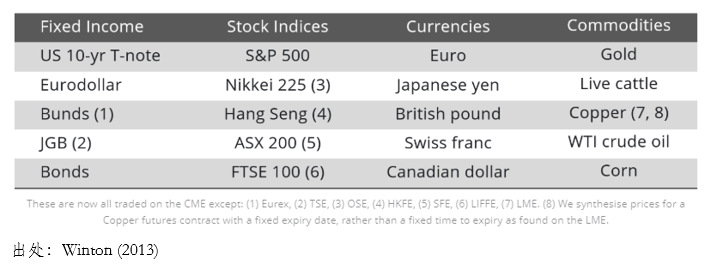 Fixed Income Stock Indices Currencies Commodities
US 10-yr T-note S&P 500 Euro Gold
Eurodollar Nikkei 225 (3) Japanese yen Live cattle
Bunds (1) Hang Seng (4) British pound Copper (7, 8)
JGB (2) ASX 200 (5) Swiss franc WTI crude oil
Bonds FTSE 100 (6) Canadian dollar Corn
These are now all traded on the CME except: (1) Eurex, (2) TSE, (3) OSE, (4) HKFE, (5) SFE, (6) LIFFE, (7) LME. (8) We synthesise prices for a
Copper futures contract with a fixed expiry date, rather than a fixed time to expiry as found on the LME.
出处：Winton (2013)